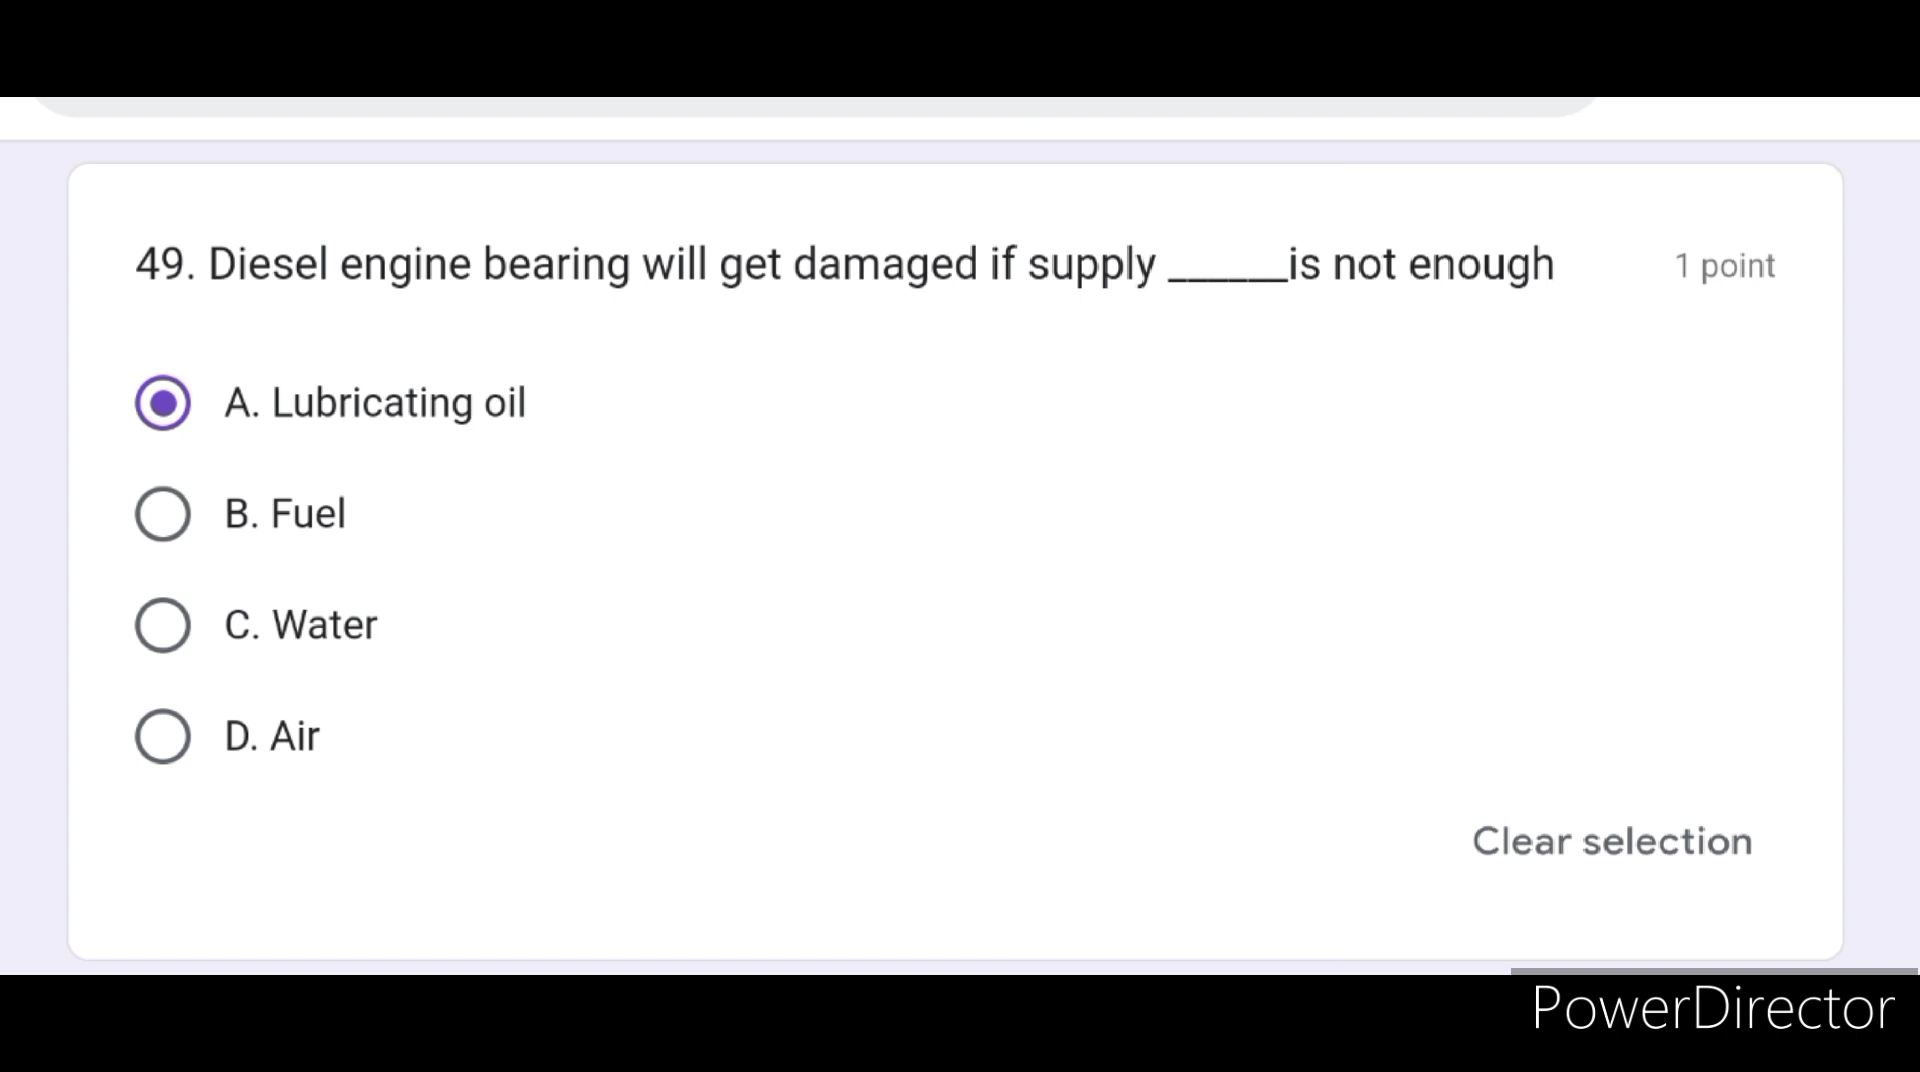 49. Diesel engine bearing will get damaged if supply ______is not enough
1 point
A. Lubricating oil
B. Fuel
C. Water
D. Air
Clear selection
PowerDirector